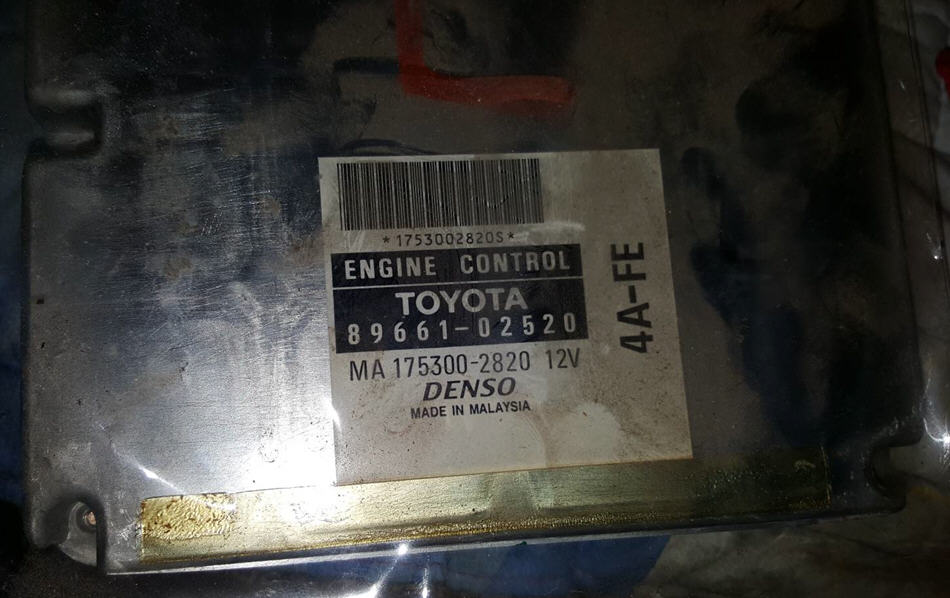 *1753002820S*
ENGINE CONTROL
TOYOTA
89661-02520
MA 175300-2820 12V
DENSO
MADE IN MALAYSIA
4A-FE